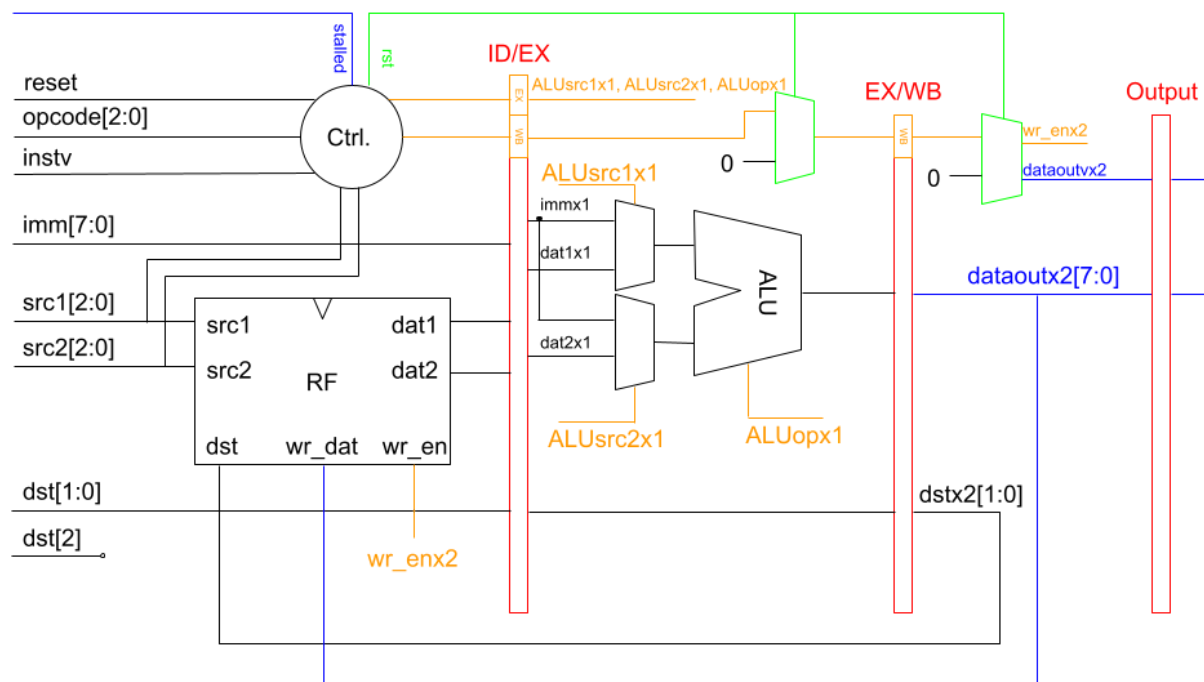 stalled
rst
ID/EX
reset
opcode[2:0]
instv
Ctrl.
EX
WB
ALUsrc1x1, ALUsrc2x1, ALUopx1
0
EX/WB
WB
0
Output
wr_enx2
dataoutvx2
imm[7:0]
ALUsrc1x1
immx1
dat1x1
dat2x1
ALUsrc2x1
ALU
ALUopx1
dataoutx2[7:0]
src1[2:0]
src2[2:0]
src1
src2
RF
dat1
dat2
dst
wr_dat
wr_en
dst[1:0]
dst[2]
wr_enx2
dstx2[1:0]